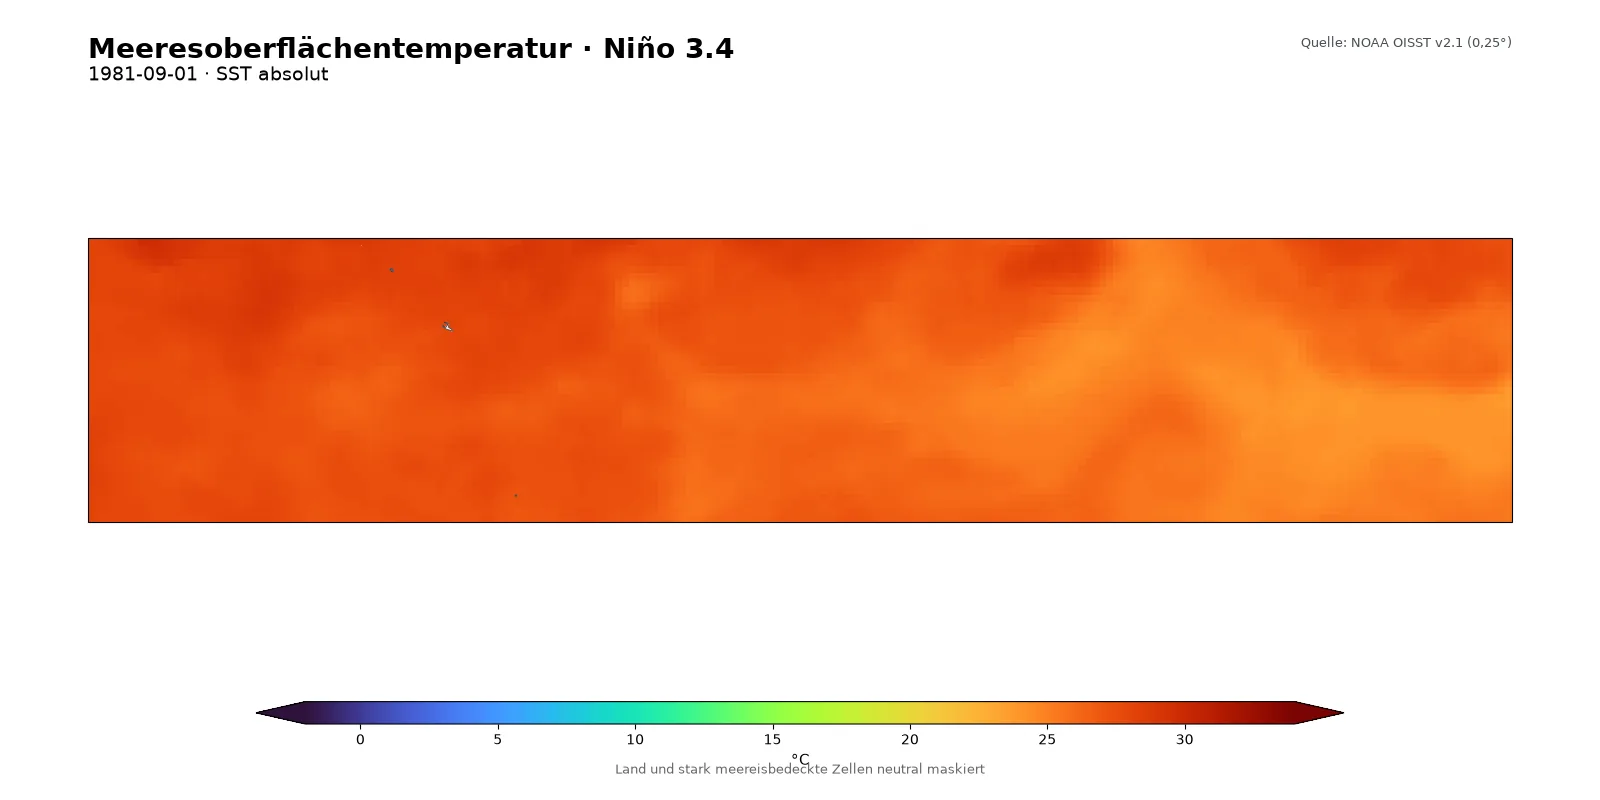 Meeresoberflächentemperatur · Niño 3.4
1981-09-01 · SST absolut
Quelle: NOAA OISST v2.1 (0,25°)
0 5 10 15 20 25 30
°C
Land und stark meereisbedeckte Zellen neutral maskiert